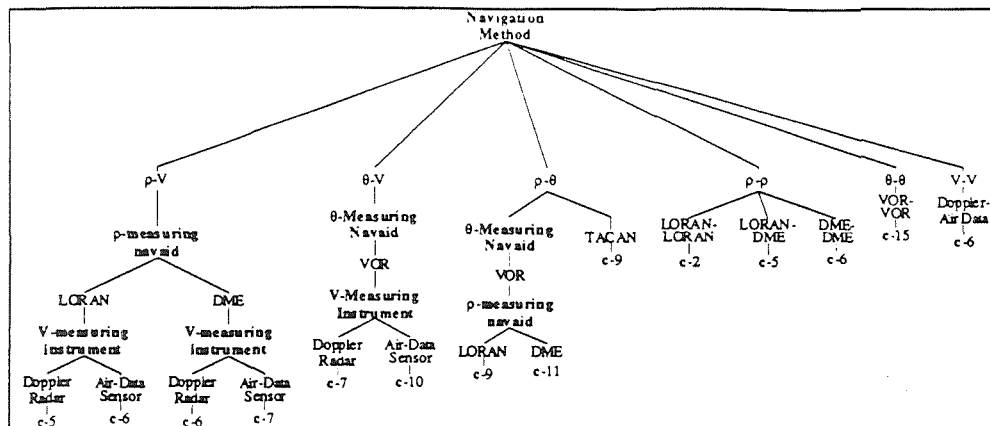 Navigation
Method
ρ-V
θ-V
ρ-θ
ρ-ρ
θ-θ
V-V
ρ-measuring
navaid
θ-Measuring
Navaid
θ-Measuring
Navaid
TACAN
c-9
LORAN-
LORAN
c-2
LORAN-
DME
c-5
DME-
DME
c-6
VOR-
VOR
c-15
Doppler-
Air Data
c-6
VOR
VOR
LORAN
DME
V-Measuring
Instrument
ρ-measuring
navaid
V-measuring
instrument
V-measuring
instrument
Doppler
Radar
c-7
Air-Data
Sensor
c-10
LORAN
c-9
DME
c-11
Doppler
Radar
c-5
Air-Data
Sensor
c-6
Doppler
Radar
c-6
Air-Data
Sensor
c-7